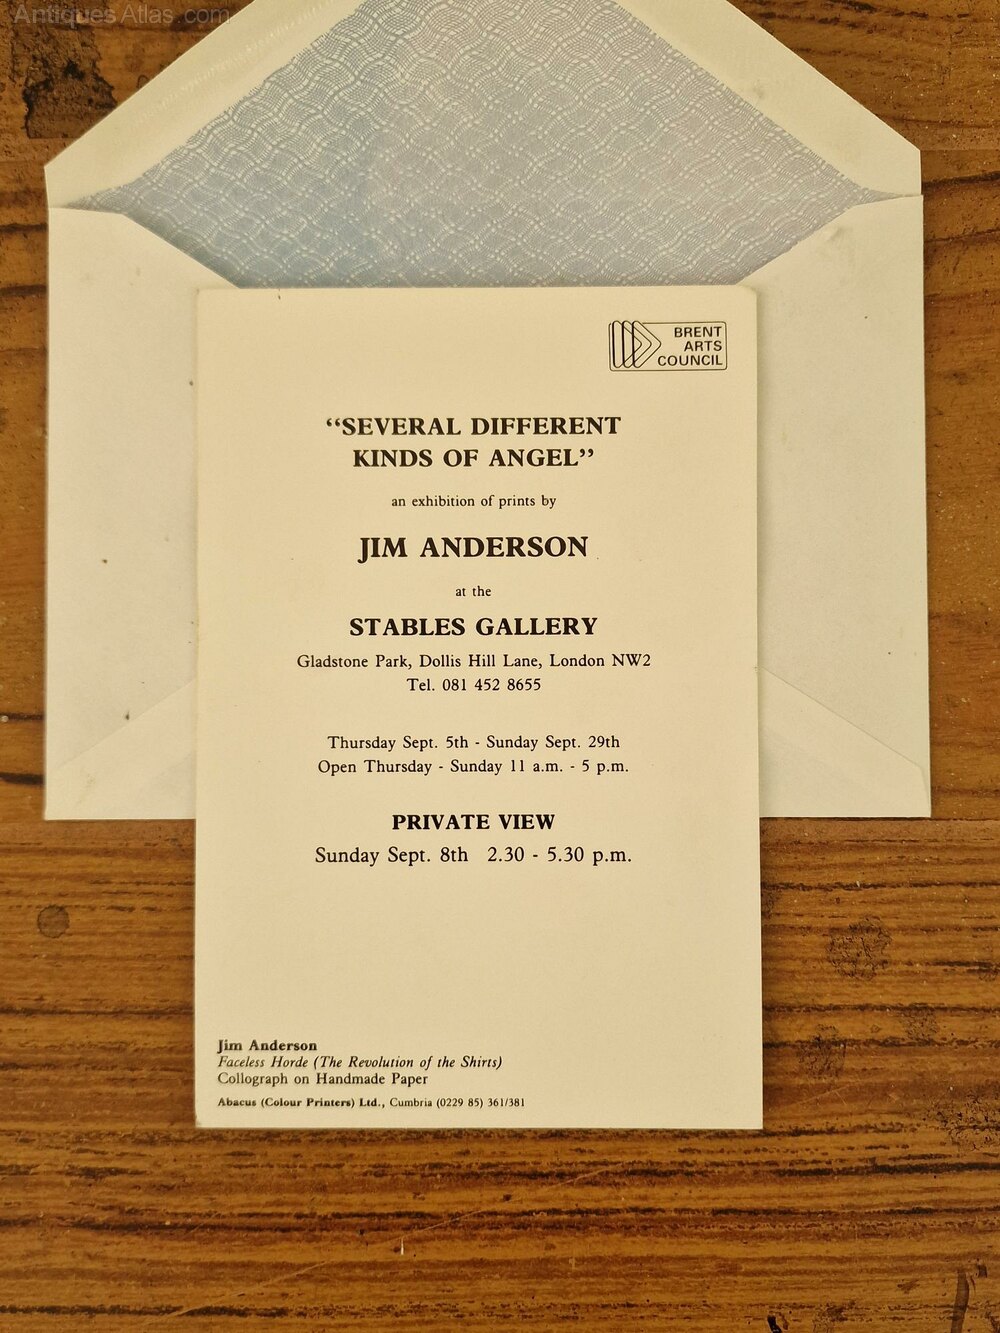 Antiques Atlas .com
BRENT
ARTS
COUNCIL
“SEVERAL DIFFERENT
KINDS OF ANGEL”
an exhibition of prints by
JIM ANDERSON
at the
STABLES GALLERY
Gladstone Park, Dollis Hill Lane, London NW2
Tel. 081 452 8655
Thursday Sept. 5th - Sunday Sept. 29th
Open Thursday - Sunday 11 a.m. - 5 p.m.
PRIVATE VIEW
Sunday Sept. 8th 2.30 - 5.30 p.m.
Jim Anderson
Faceless Horde (The Revolution of the Shirts)
Collograph on Handmade Paper
Abacus (Colour Printers) Ltd., Cumbria (0229 85) 361/381